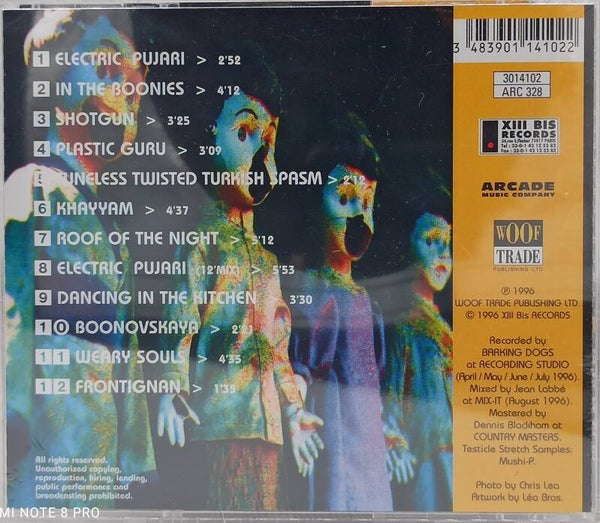 1 ELECTRIC PUJARI > 2'52
2 IN THE BOONIES > 4'12
3 SHOTGUN > 3'25
4 PLASTIC GURU > 3'09
5 TUNELESS TWISTED TURKISH SPASM > 2'12
6 KHAYYAM > 4'37
7 ROOF OF THE NIGHT > 3'12
8 ELECTRIC PUJARI (12'MIX) > 5'53
9 DANCING IN THE KITCHEN > 3'30
10 BOONOVSKAYA > 2'21
11 WEARY SOULS > 4'35
12 FRONTIGNAN > 1'35
All rights reserved.
Unauthorized copying,
reproduction, hiring, lending,
public performance and
broadcasting prohibited.
3 483901 141022
3014102
ARC 328
XIII BIS
RECORDS
ARCADE
MUSIC COMPANY
WOOF
TRADE
PUBLISHING LTD
℗ 1996
WOOF TRADE PUBLISHING LTD.
© 1996 XIII Bis RECORDS
Recorded by
BARKING DOGS
at RECORDING STUDIO
(April / May / June / July 1996).
Mixed by Jean Labbé
at MIX-IT (August 1996).
Mastered by
Dennis Blackham at
COUNTRY MASTERS.
Testicle Stretch Samples:
Mushi-P.
Photo by Chris Lea
Artwork by Léa Bras.
MI NOTE 8 PRO